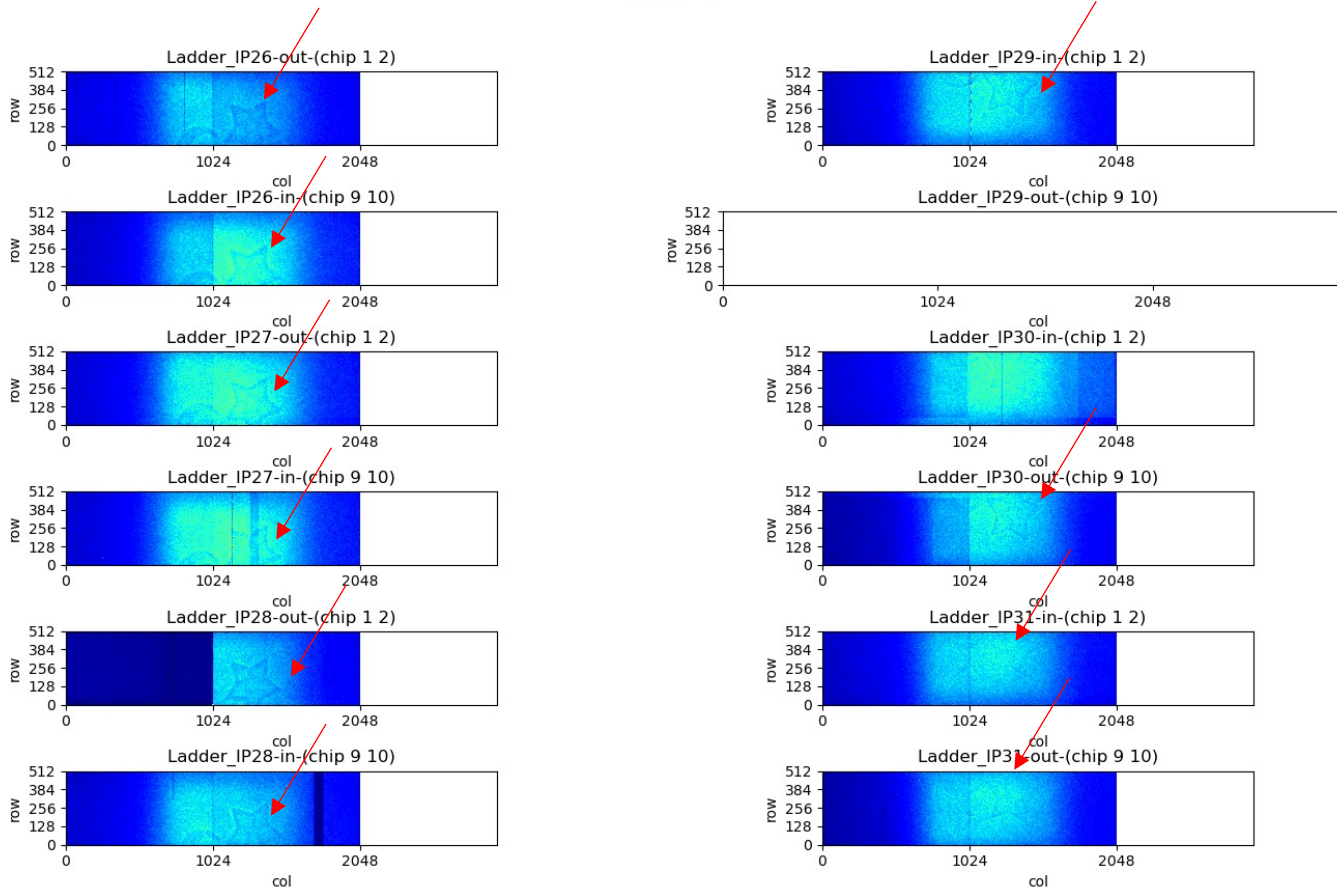 Ladder_IP26-out-(chip 1 2)
row
512
384
256
128
0
0 1024 2048
col
Ladder_IP26-in-(chip 9 10)
row
512
384
256
128
0
0 1024 2048
col
Ladder_IP27-out-(chip 1 2)
row
512
384
256
128
0
0 1024 2048
col
Ladder_IP27-in-(chip 9 10)
row
512
384
256
128
0
0 1024 2048
col
Ladder_IP28-out-(chip 1 2)
row
512
384
256
128
0
0 1024 2048
col
Ladder_IP28-in-(chip 9 10)
row
512
384
256
128
0
0 1024 2048
col
Ladder_IP29-in-(chip 1 2)
row
512
384
256
128
0
0 1024 2048
col
Ladder_IP29-out-(chip 9 10)
row
512
384
256
128
0
0 1024 2048
col
Ladder_IP30-in-(chip 1 2)
row
512
384
256
128
0
0 1024 2048
col
Ladder_IP30-out-(chip 9 10)
row
512
384
256
128
0
0 1024 2048
col
Ladder_IP31-in-(chip 1 2)
row
512
384
256
128
0
0 1024 2048
col
Ladder_IP31-out-(chip 9 10)
row
512
384
256
128
0
0 1024 2048
col